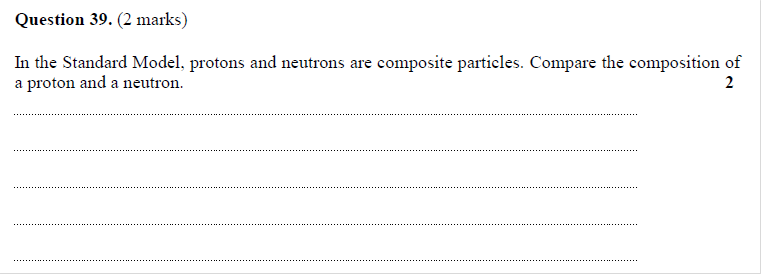 Question 39. (2 marks)
In the Standard Model, protons and neutrons are composite particles. Compare the composition of
a proton and a neutron. 2